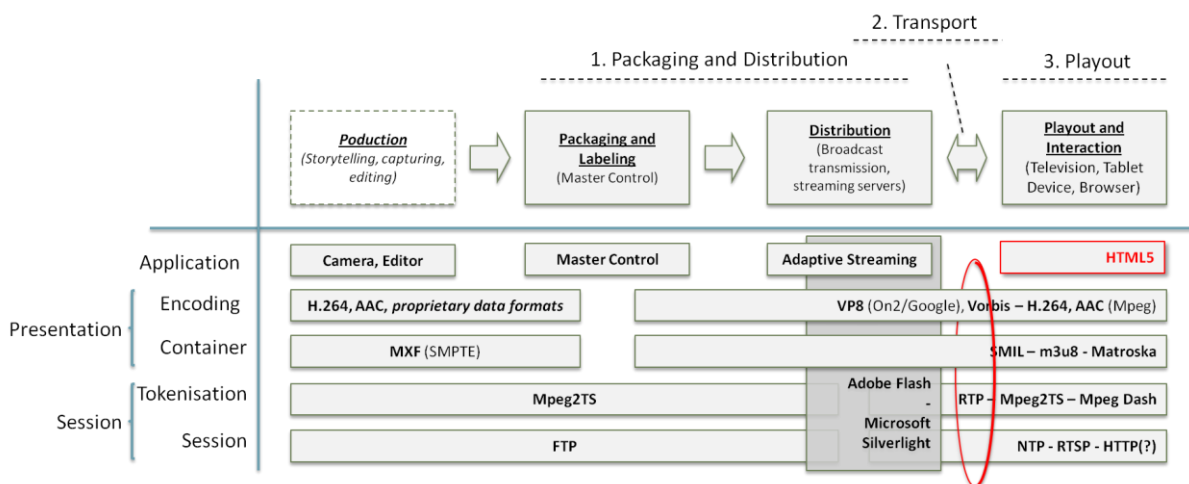 2. Transport
1. Packaging and Distribution
3. Playout
Poduction
(Storytelling, capturing,
editing)
Packaging and
Labeling
(Master Control)
Distribution
(Broadcast
transmission,
streaming servers)
Playout and
Interaction
(Television, Tablet
Device, Browser)
Application
Camera, Editor
Master Control
Adaptive Streaming
HTML5
Presentation
Encoding
H.264, AAC, proprietary data formats
VP8 (On2/Google), Vorbis – H.264, AAC (Mpeg)
Container
MXF (SMPTE)
SMIL – m3u8 - Matroska
Session
Tokenisation
Mpeg2TS
Adobe Flash
-
Microsoft
Silverlight
RTP – Mpeg2TS – Mpeg Dash
Session
FTP
NTP - RTSP - HTTP(?)